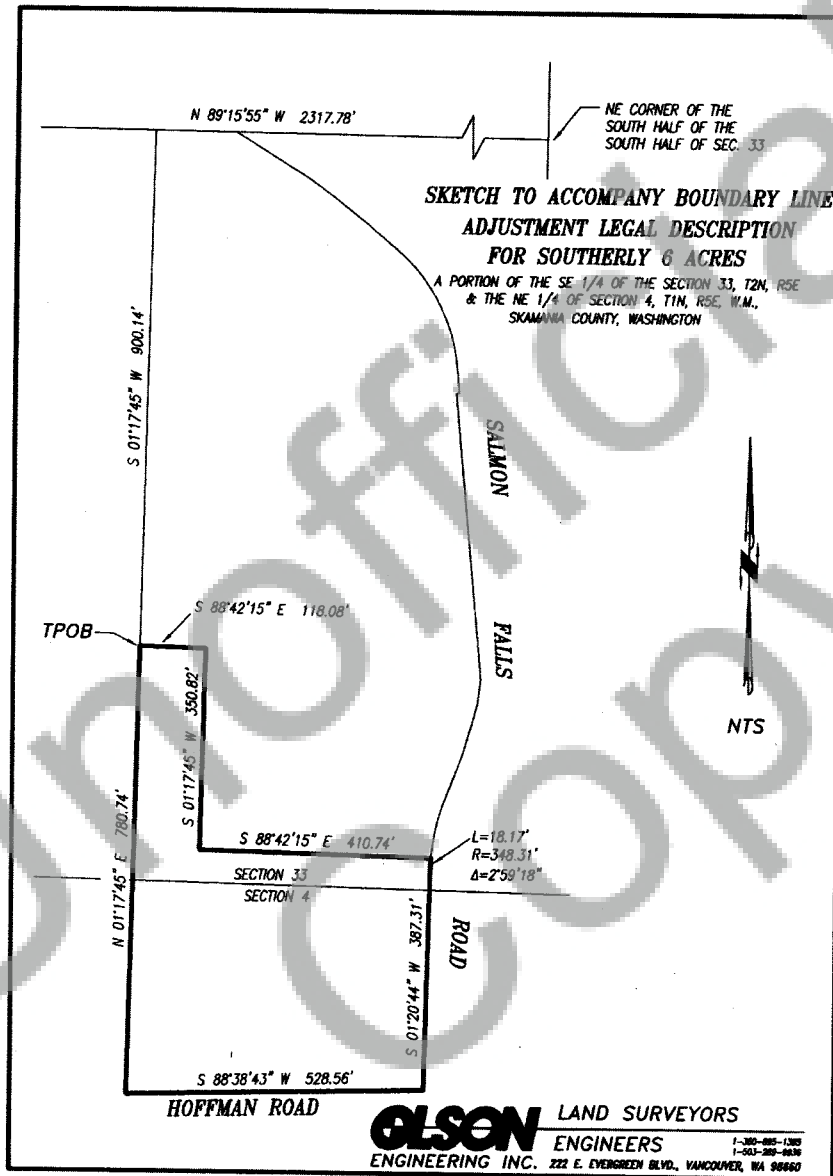 N 89°15'55" W 2317.78'
NE CORNER OF THE
SOUTH HALF OF THE
SOUTH HALF OF SEC. 33
SKETCH TO ACCOMPANY BOUNDARY LINE
ADJUSTMENT LEGAL DESCRIPTION
FOR SOUTHERLY 6 ACRES
A PORTION OF THE SE 1/4 OF THE SECTION 33, T2N, R5E
& THE NE 1/4 OF SECTION 4, T1N, R5E, W.M.,
SKAMANIA COUNTY, WASHINGTON
S 01°17'45" W 900.14'
SALMON
FALLS
ROAD
NTS
TPOB
S 88°42'15" E 118.08'
S 01°17'45" W 350.82'
N 01°17'45" E 780.74'
S 88°42'15" E 410.74'
L=18.17'
R=348.31'
Δ=2°59'18"
SECTION 33
SECTION 4
S 01°20'44" W 387.31'
S 88°38'43" W 528.56'
HOFFMAN ROAD
OLSON
ENGINEERING INC.
LAND SURVEYORS
ENGINEERS
222 E. EVERGREEN BLVD., VANCOUVER, WA 98660
Unofficial
Copy